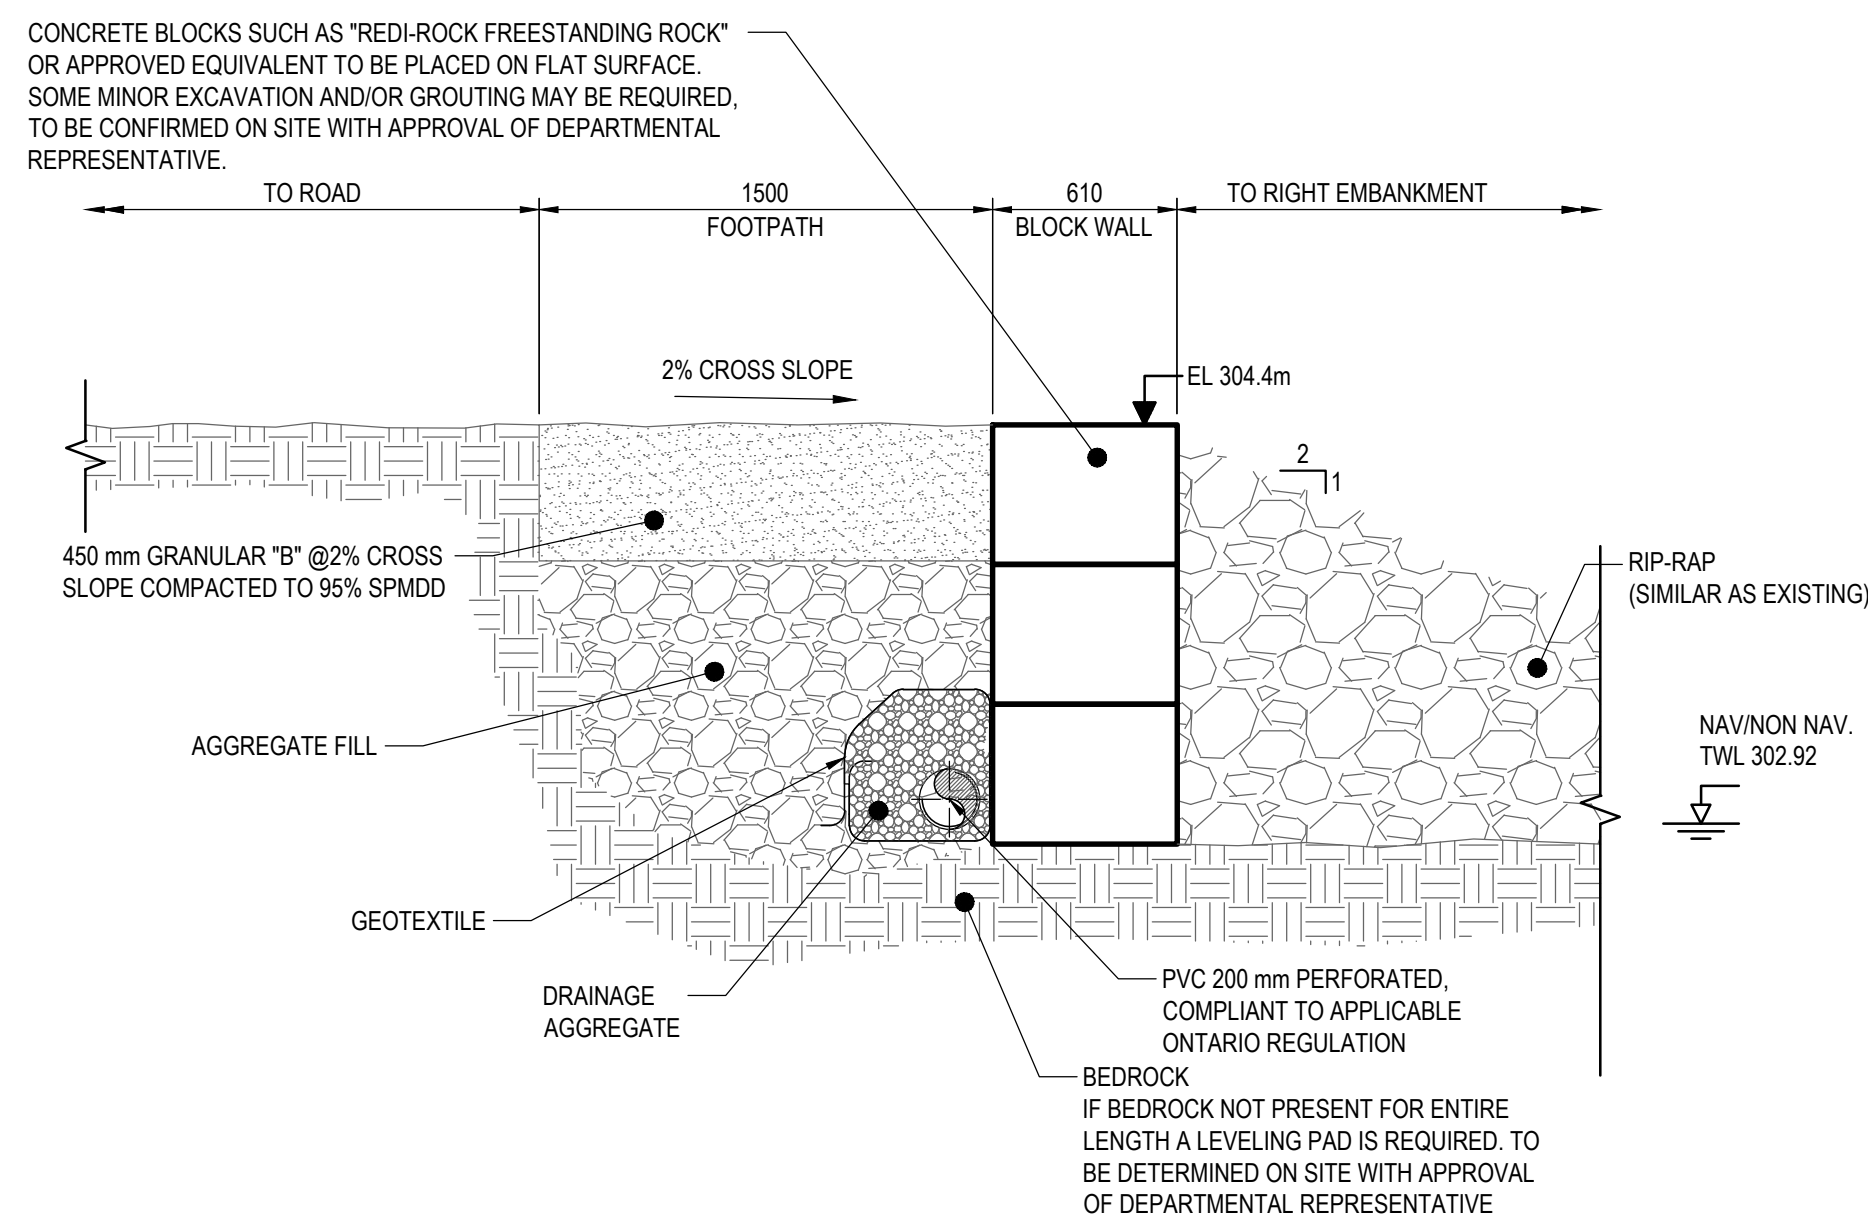 CONCRETE BLOCKS SUCH AS "REDI-ROCK FREESTANDING ROCK"
OR APPROVED EQUIVALENT TO BE PLACED ON FLAT SURFACE.
SOME MINOR EXCAVATION AND/OR GROUTING MAY BE REQUIRED,
TO BE CONFIRMED ON SITE WITH APPROVAL OF DEPARTMENTAL
REPRESENTATIVE.
TO ROAD
1500
FOOTPATH
610
BLOCK WALL
TO RIGHT EMBANKMENT
2% CROSS SLOPE
EL 304.4m
2
1
450 mm GRANULAR "B" @2% CROSS
SLOPE COMPACTED TO 95% SPMDD
RIP-RAP
(SIMILAR AS EXISTING)
AGGREGATE FILL
NAV/NON NAV.
TWL 302.92
GEOTEXTILE
DRAINAGE
AGGREGATE
PVC 200 mm PERFORATED,
COMPLIANT TO APPLICABLE
ONTARIO REGULATION
BEDROCK
IF BEDROCK NOT PRESENT FOR ENTIRE
LENGTH A LEVELING PAD IS REQUIRED. TO
BE DETERMINED ON SITE WITH APPROVAL
OF DEPARTMENTAL REPRESENTATIVE